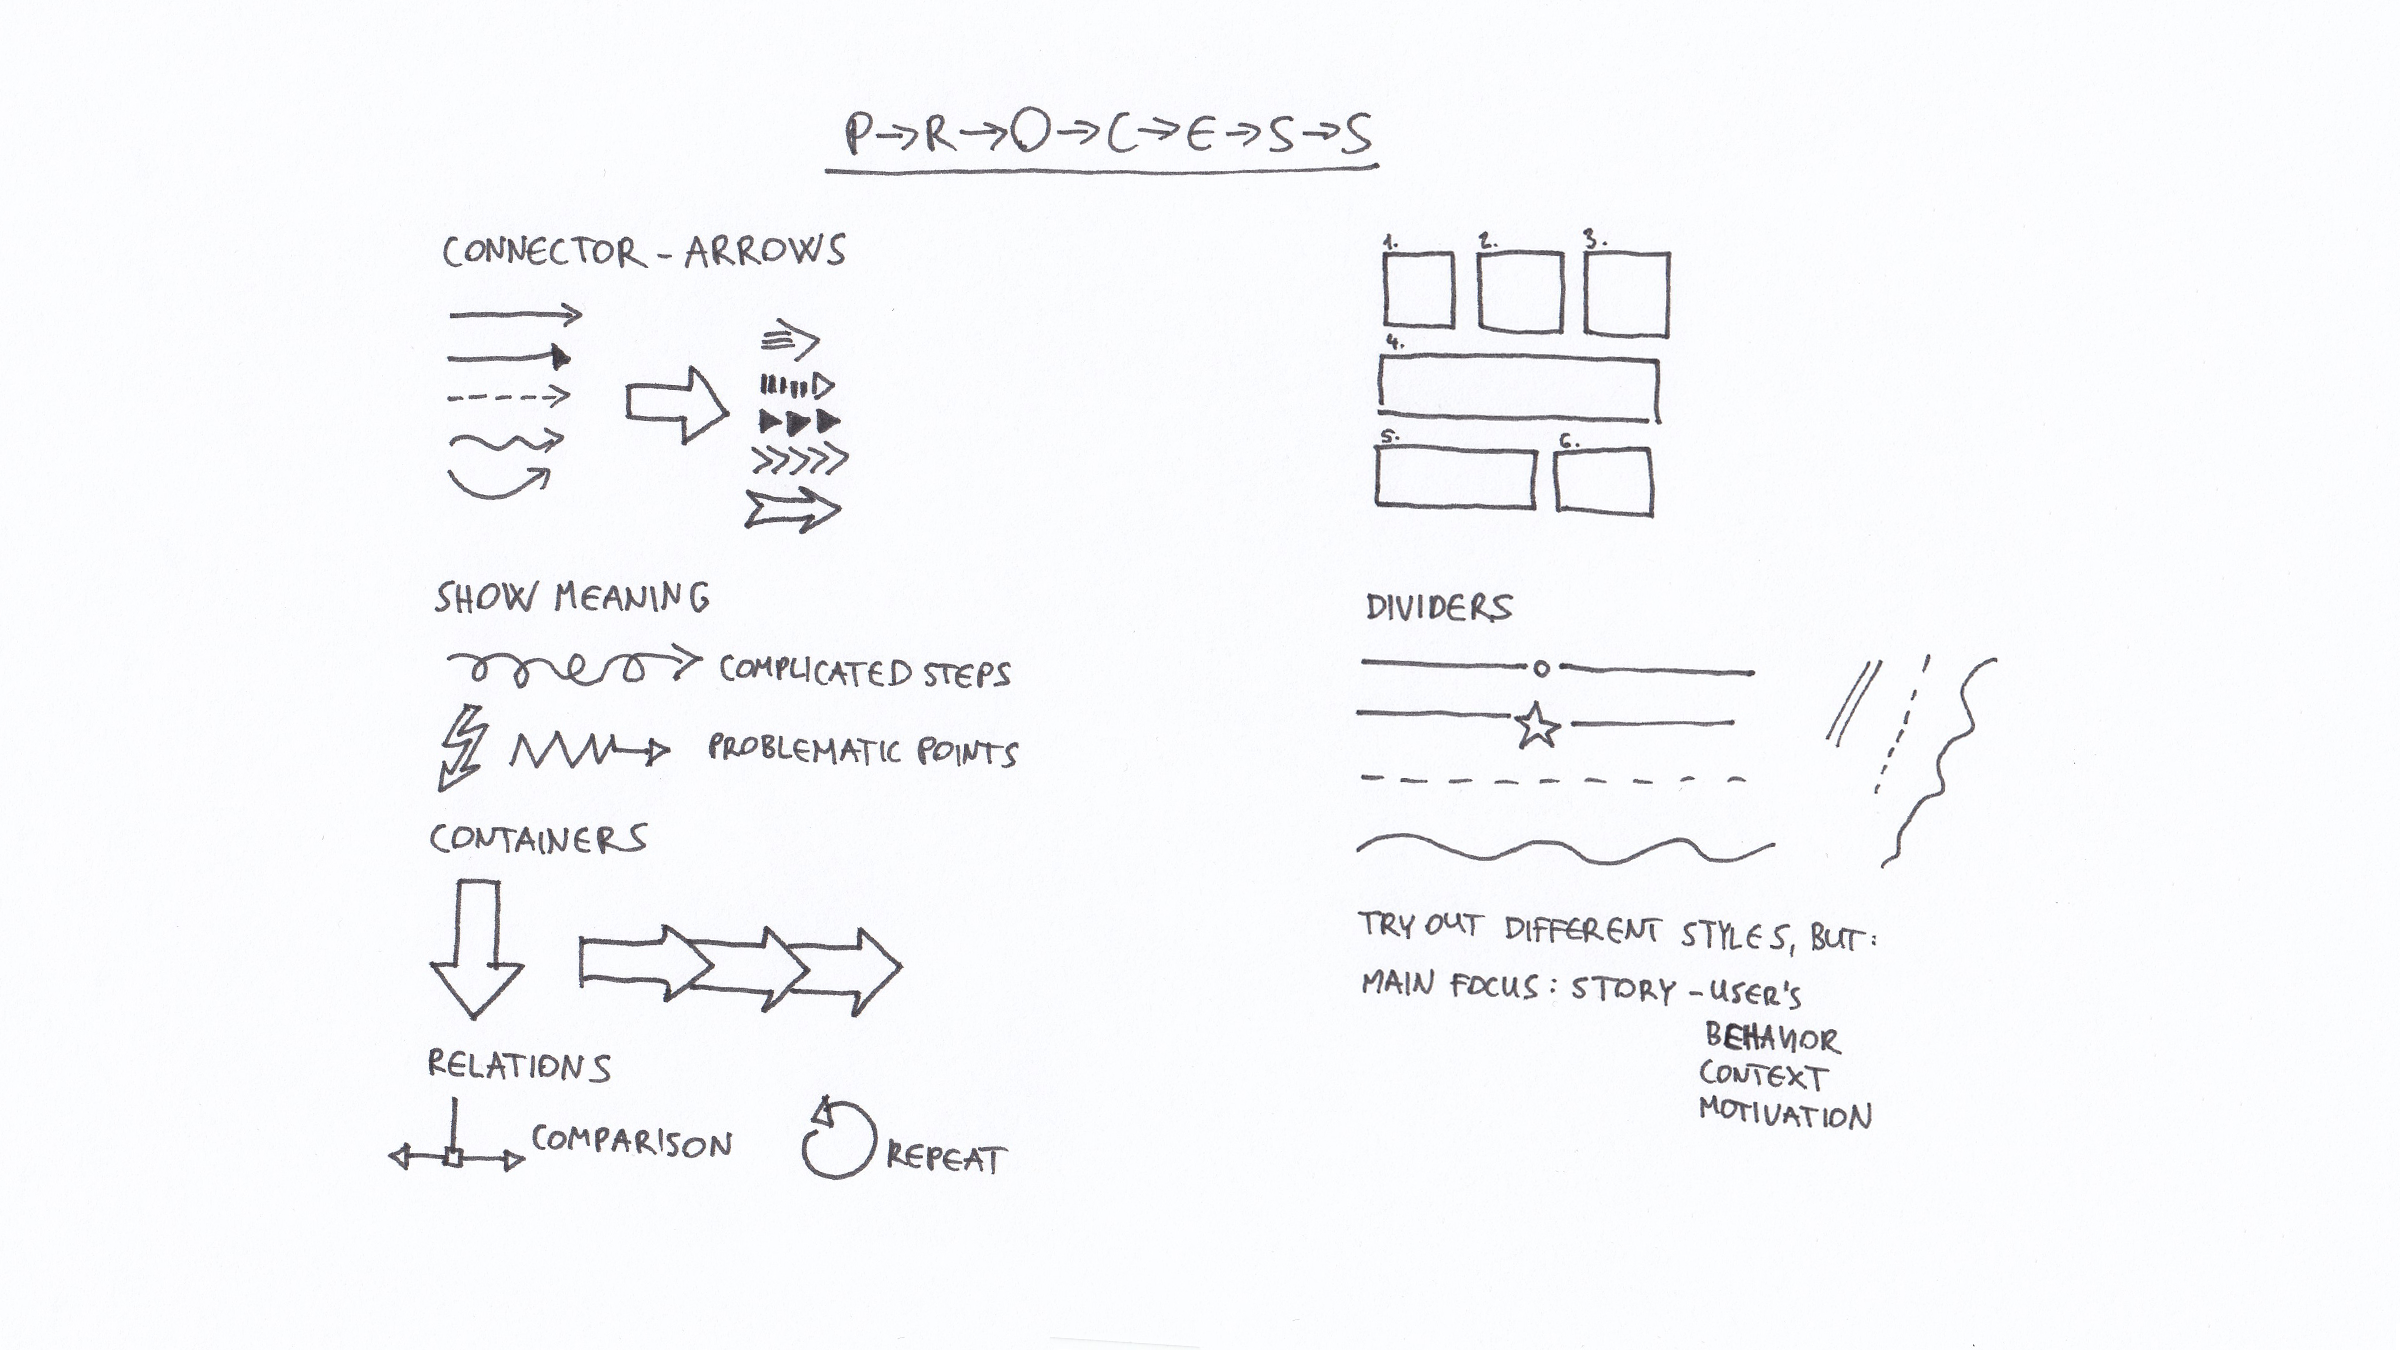 P→R→O→C→E→S→S
CONNECTOR - ARROWS
SHOW MEANING
COMPLICATED STEPS
PROBLEMATIC POINTS
CONTAINERS
RELATIONS
COMPARISON
REPEAT
1. 2. 3.
4.
5. 6.
DIVIDERS
TRY OUT DIFFERENT STYLES, BUT:
MAIN FOCUS: STORY - USER'S
BEHAVIOR
CONTEXT
MOTIVATION